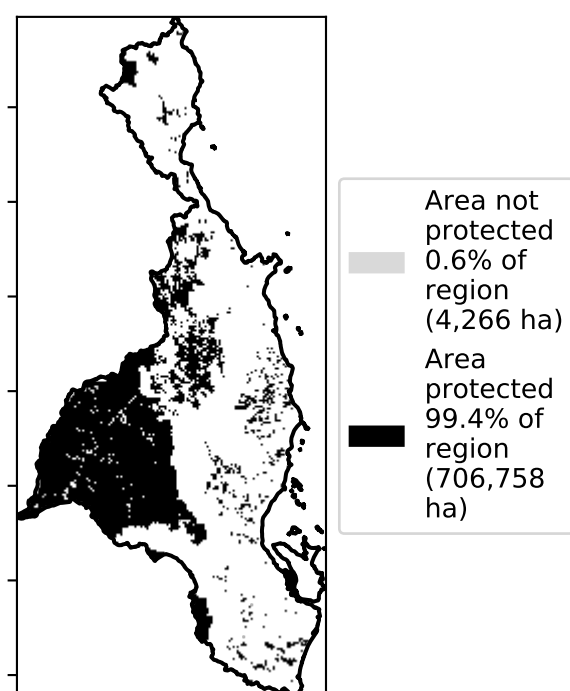 Area not
protected
0.6% of
region
(4,266 ha)
Area
protected
99.4% of
region
(706,758
ha)